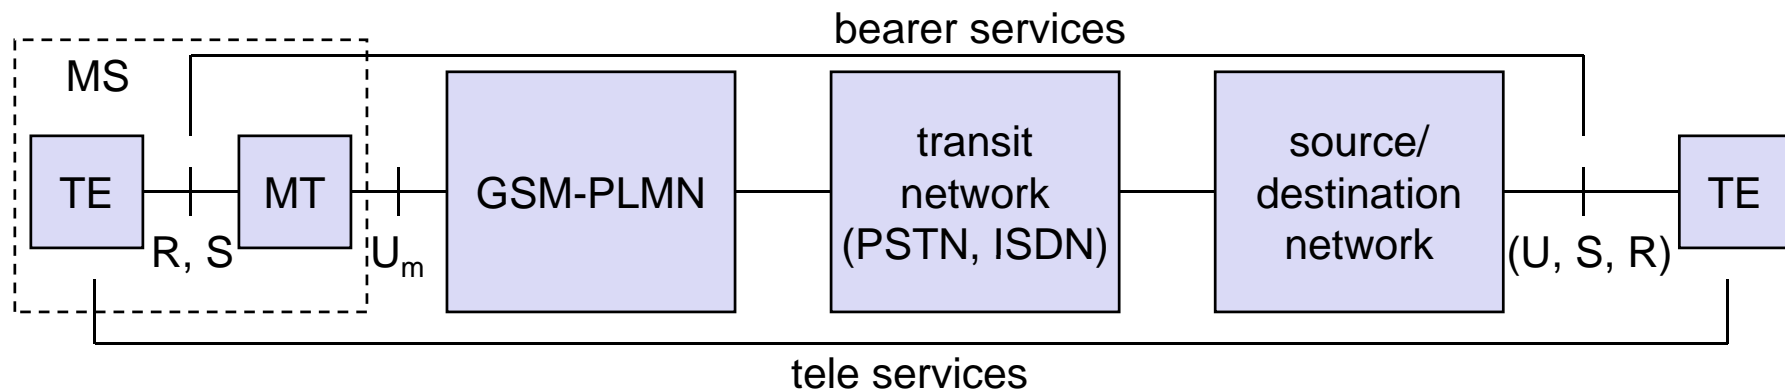 bearer services
MS
TE
MT
GSM-PLMN
transit
network
(PSTN, ISDN)
source/
destination
network
TE
R, S
Um
(U, S, R)
tele services